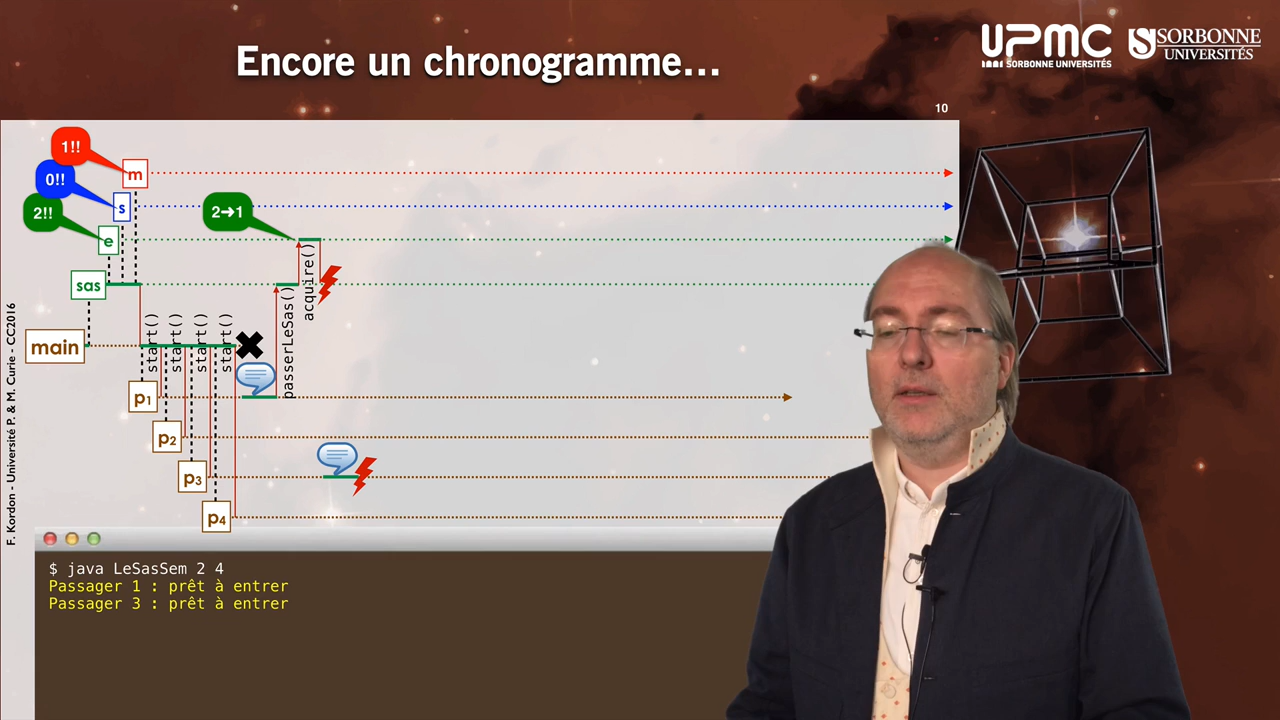 Encore un chronogramme...
UPMC
SORBONNE UNIVERSITÉS
SORBONNE
UNIVERSITÉS
10
1!!
m
0!!
s
2!!
2➜1
e
sas
acquire()
passerLeSas()
main
start()
start()
start()
start()
p1
p2
p3
p4
F. Kordon - Université P. & M. Curie - CC2016
$ java LeSasSem 2 4
Passager 1 : prêt à entrer
Passager 3 : prêt à entrer